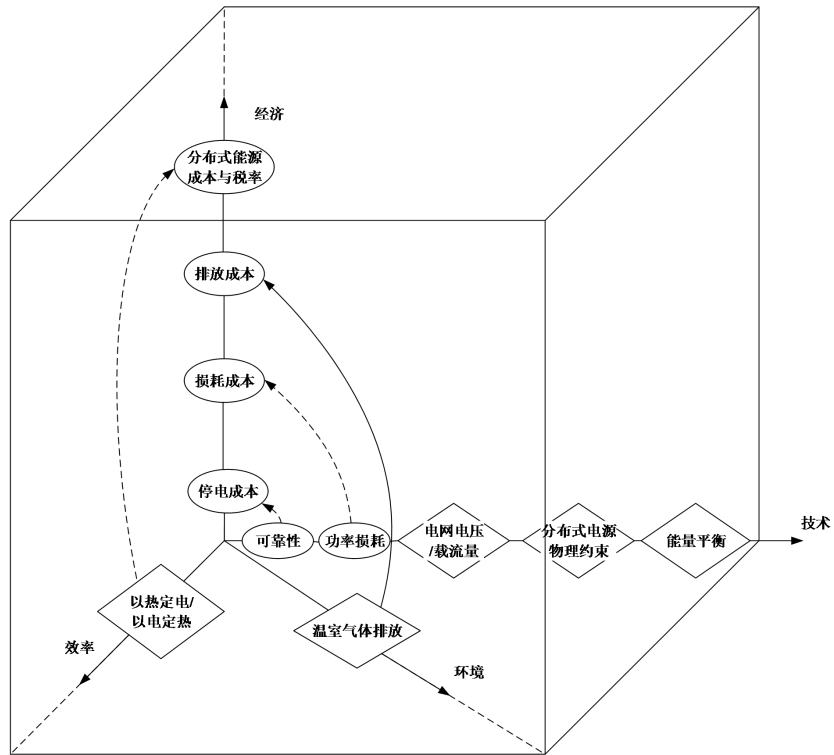 经济
分布式能源
成本与税率
排放成本
损耗成本
停电成本
可靠性
功率损耗
电网电压
/载流量
分布式电源
物理约束
能量平衡
技术
以热定电/
以电定热
效率
温室气体排放
环境